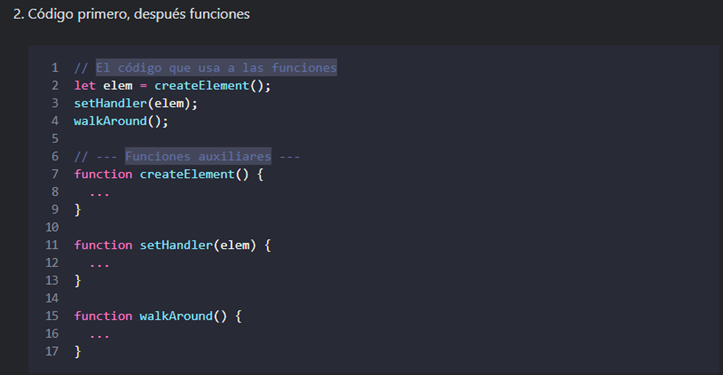 2. Código primero, después funciones
1 // El código que usa a las funciones
2 let elem = createElement();
3 setHandler(elem);
4 walkAround();
5
6 // --- Funciones auxiliares ---
7 function createElement() {
8   ...
9 }
10
11 function setHandler(elem) {
12   ...
13 }
14
15 function walkAround() {
16   ...
17 }